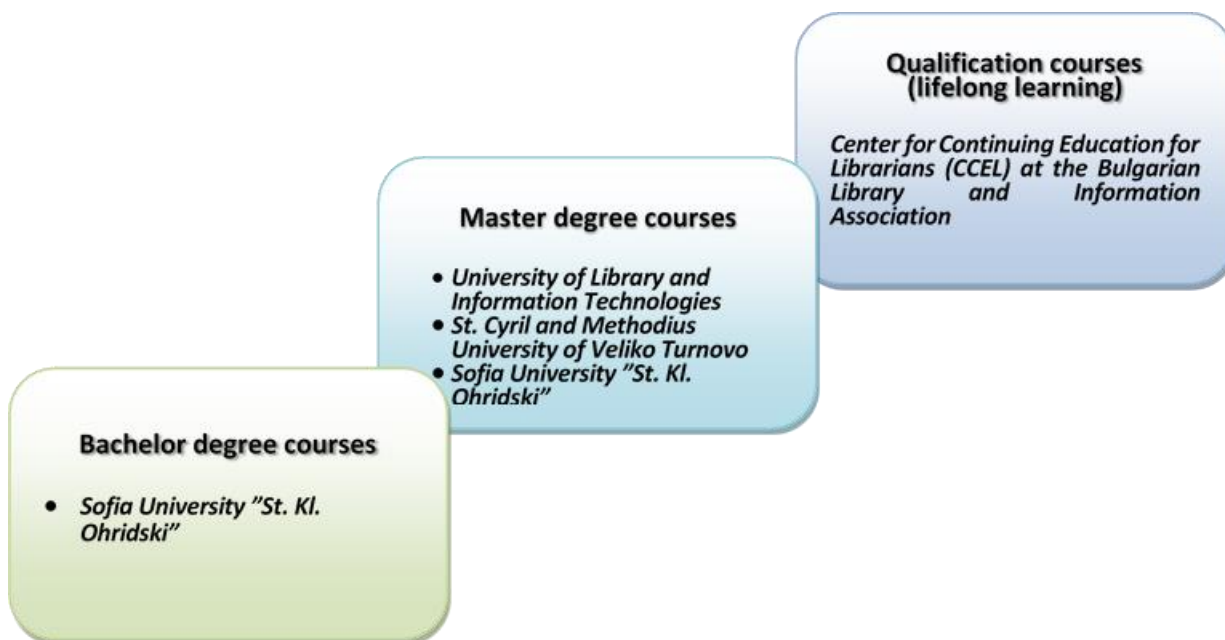 Qualification courses
(lifelong learning)
Center for Continuing Education for
Librarians (CCEL) at the Bulgarian
Library and Information
Association
Master degree courses
• University of Library and
Information Technologies
• St. Cyril and Methodius
University of Veliko Turnovo
• Sofia University ”St. Kl.
Ohridski”
Bachelor degree courses
• Sofia University ”St. Kl.
Ohridski”